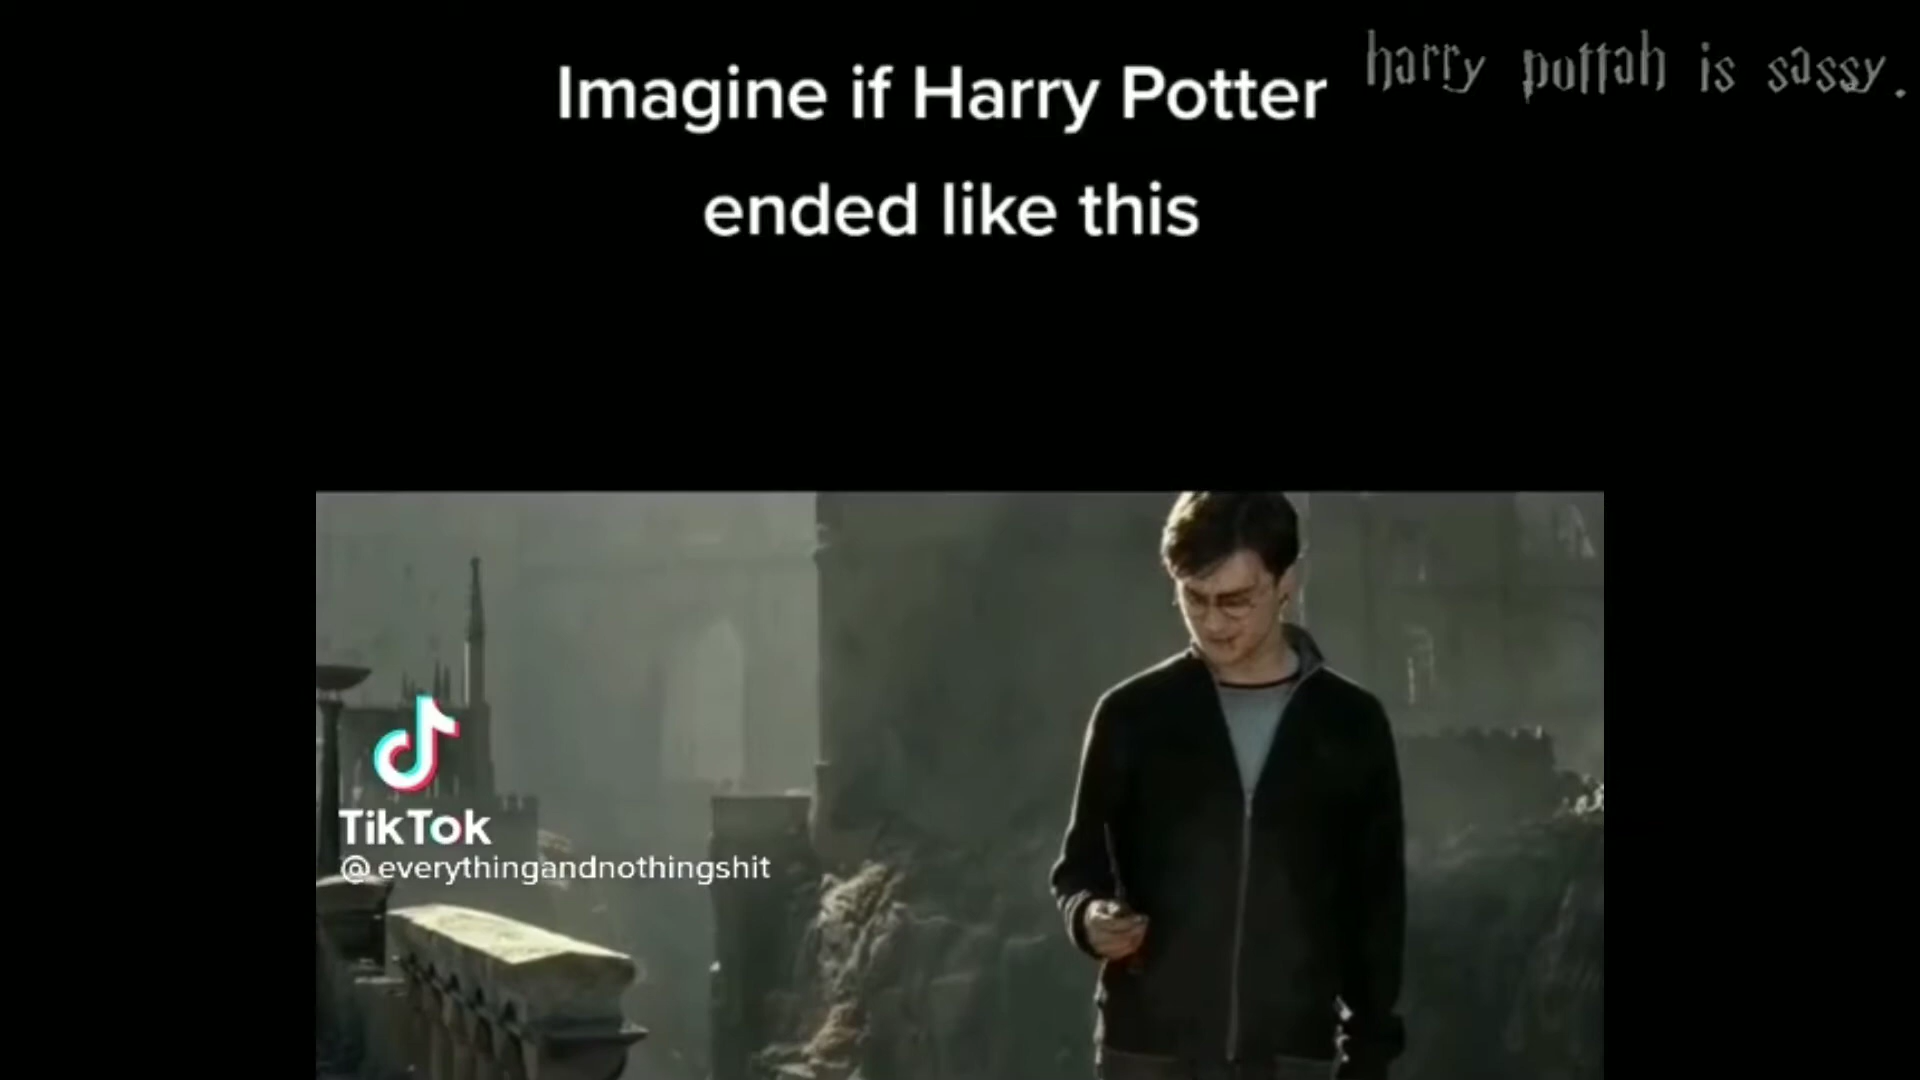 Imagine if Harry Potter
ended like this
harry pottah is sassy.
TikTok
@everythingandnothingshit